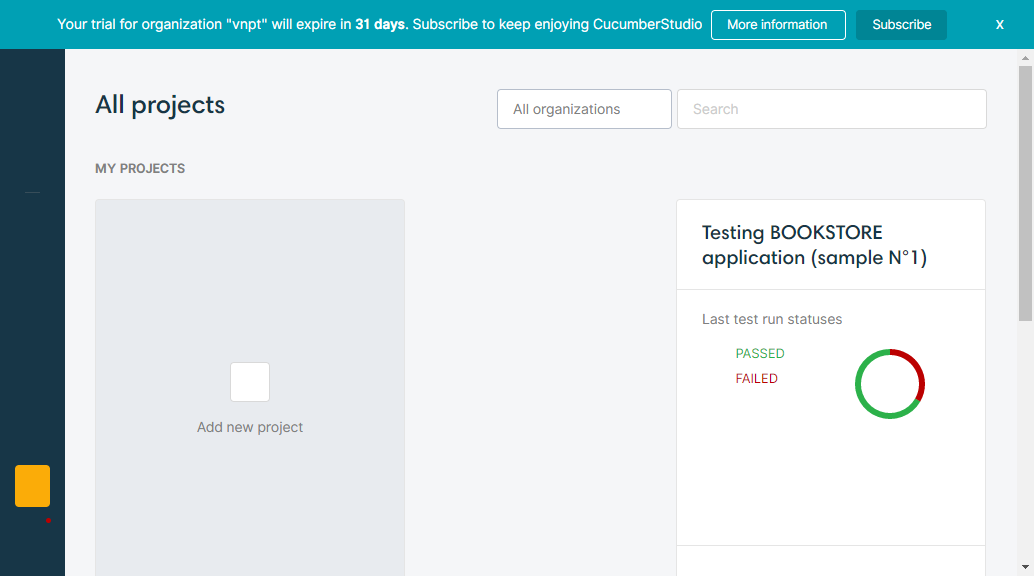 Your trial for organization "vnpt" will expire in 31 days. Subscribe to keep enjoying CucumberStudio More information Subscribe x
All projects
All organizations Search
MY PROJECTS
Add new project
Testing BOOKSTORE
application (sample N°1)
Last test run statuses
PASSED
FAILED